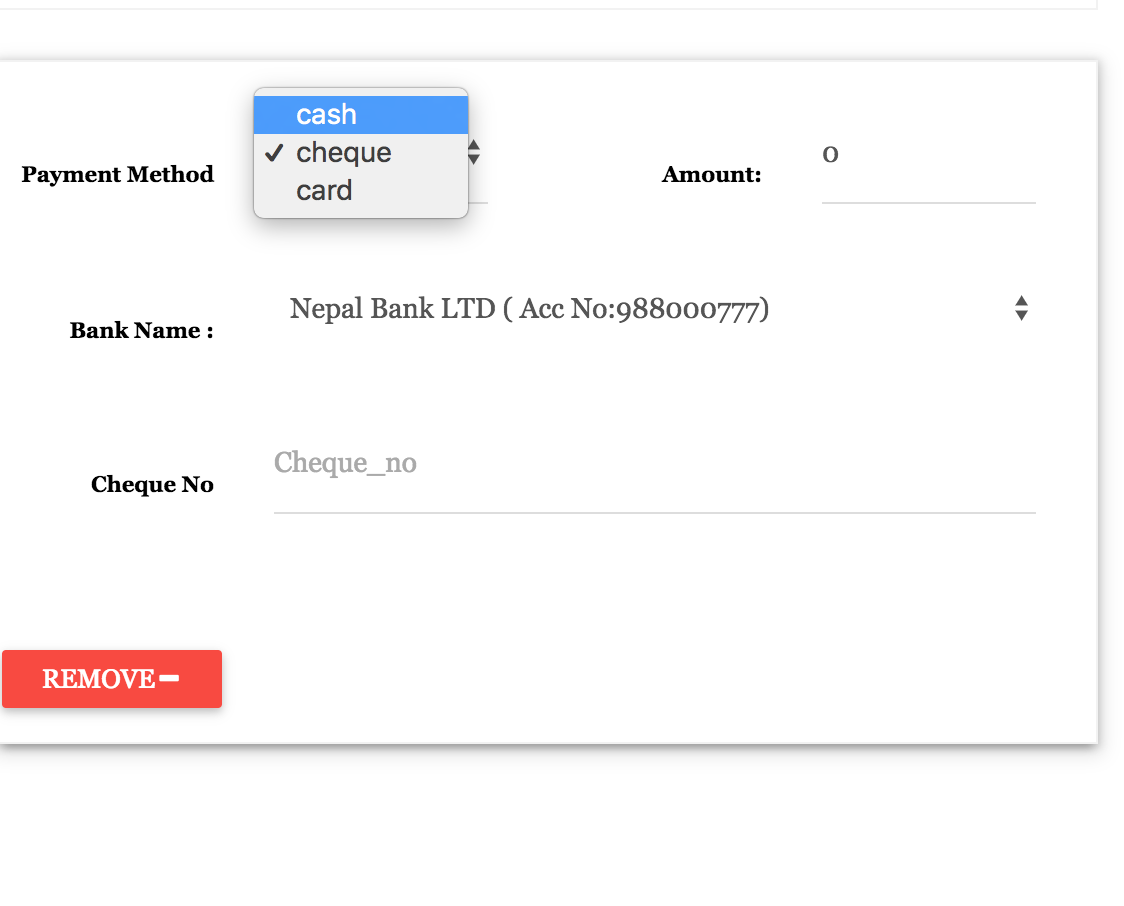 cash
✓ cheque
card
Payment Method
Amount:
0
Bank Name :
Nepal Bank LTD ( Acc No:988000777)
Cheque No
Cheque_no
REMOVE